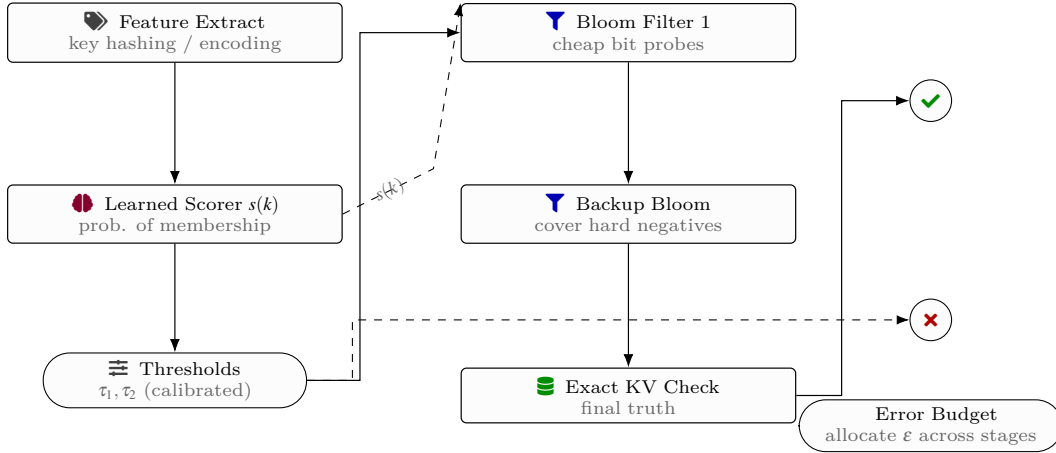 Feature Extract
key hashing / encoding
Learned Scorer s(k)
prob. of membership
Thresholds
τ₁, τ₂ (calibrated)
s(k)
Bloom Filter 1
cheap bit probes
Backup Bloom
cover hard negatives
Exact KV Check
final truth
Error Budget
allocate ε across stages